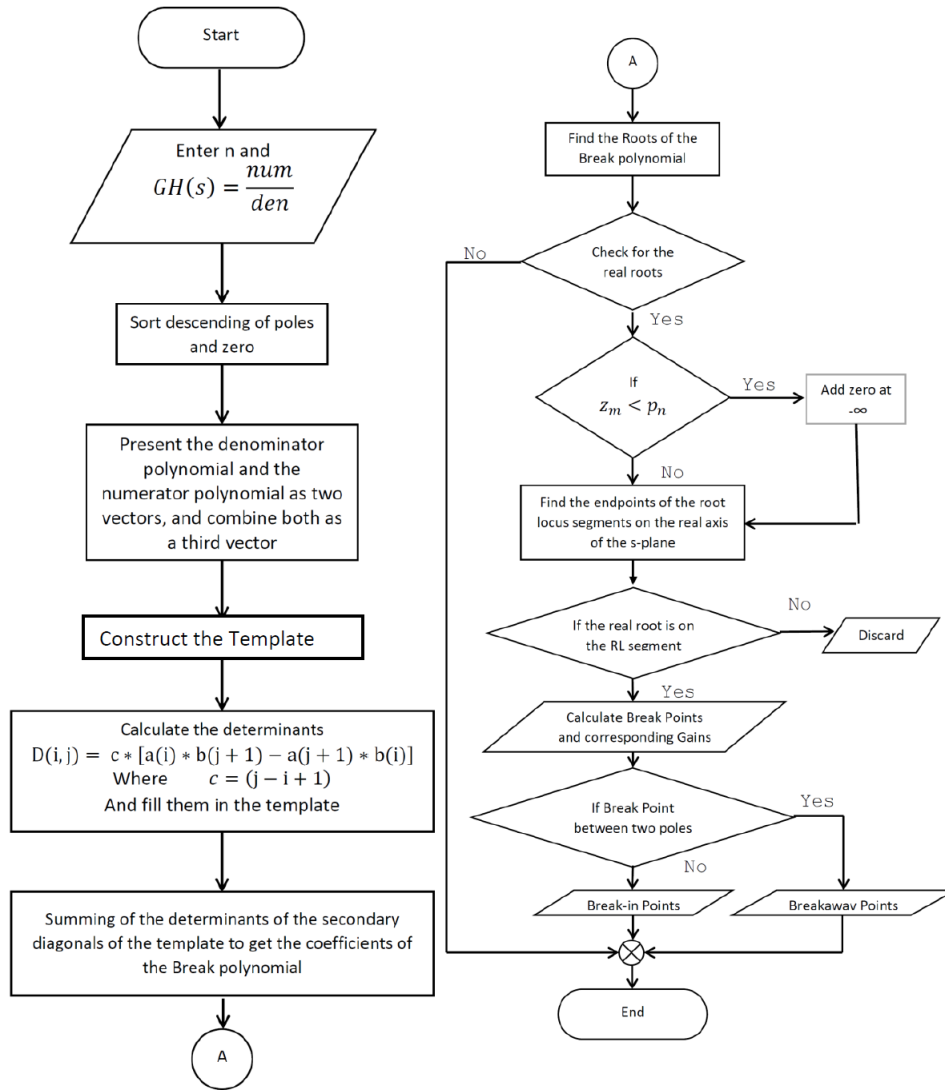 Start
Enter n and
GH(s) = num/den
Sort descending of poles
and zero
Present the denominator
polynomial and the
numerator polynomial as two
vectors, and combine both as
a third vector
Construct the Template
Calculate the determinants
D(i, j) = c * [a(i) * b(j + 1) − a(j + 1) * b(i)]
Where c = (j − i + 1)
And fill them in the template
Summing of the determinants of the secondary
diagonals of the template to get the coefficients of
the Break polynomial
A
A
Find the Roots of the
Break polynomial
Check for the
real roots
No
Yes
If
zₘ < pₙ
Yes
Add zero at
-∞
No
Find the endpoints of the root
locus segments on the real axis
of the s-plane
If the real root is on
the RL segment
No
Discard
Yes
Calculate Break Points
and corresponding Gains
If Break Point
between two poles
Yes
No
Break-in Points
Breakawav Points
End